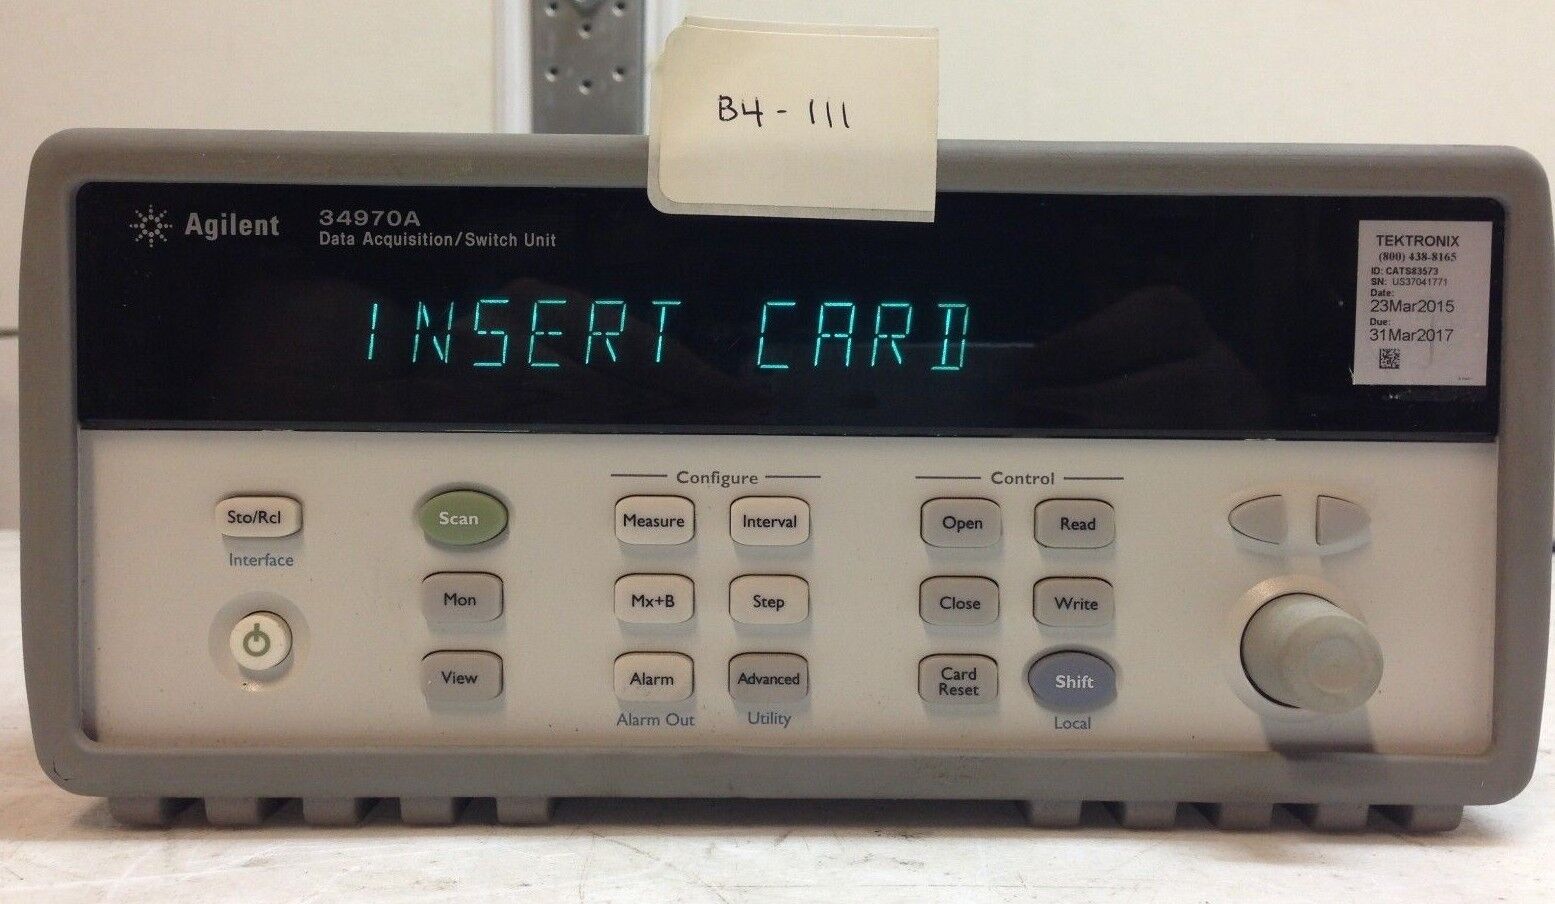 B4 - 111
Agilent
34970A
Data Acquisition/Switch Unit
INSERT CARD
TEKTRONIX
(800) 438-8165
ID: CATS83573
SN: US37041771
Date:
23Mar2015
Due:
31Mar2017
Configure
Control
Sto/Rcl
Scan
Measure
Interval
Open
Read
Interface
Mon
Mx+B
Step
Close
Write
View
Alarm
Advanced
Card
Reset
Shift
Alarm Out
Utility
Local